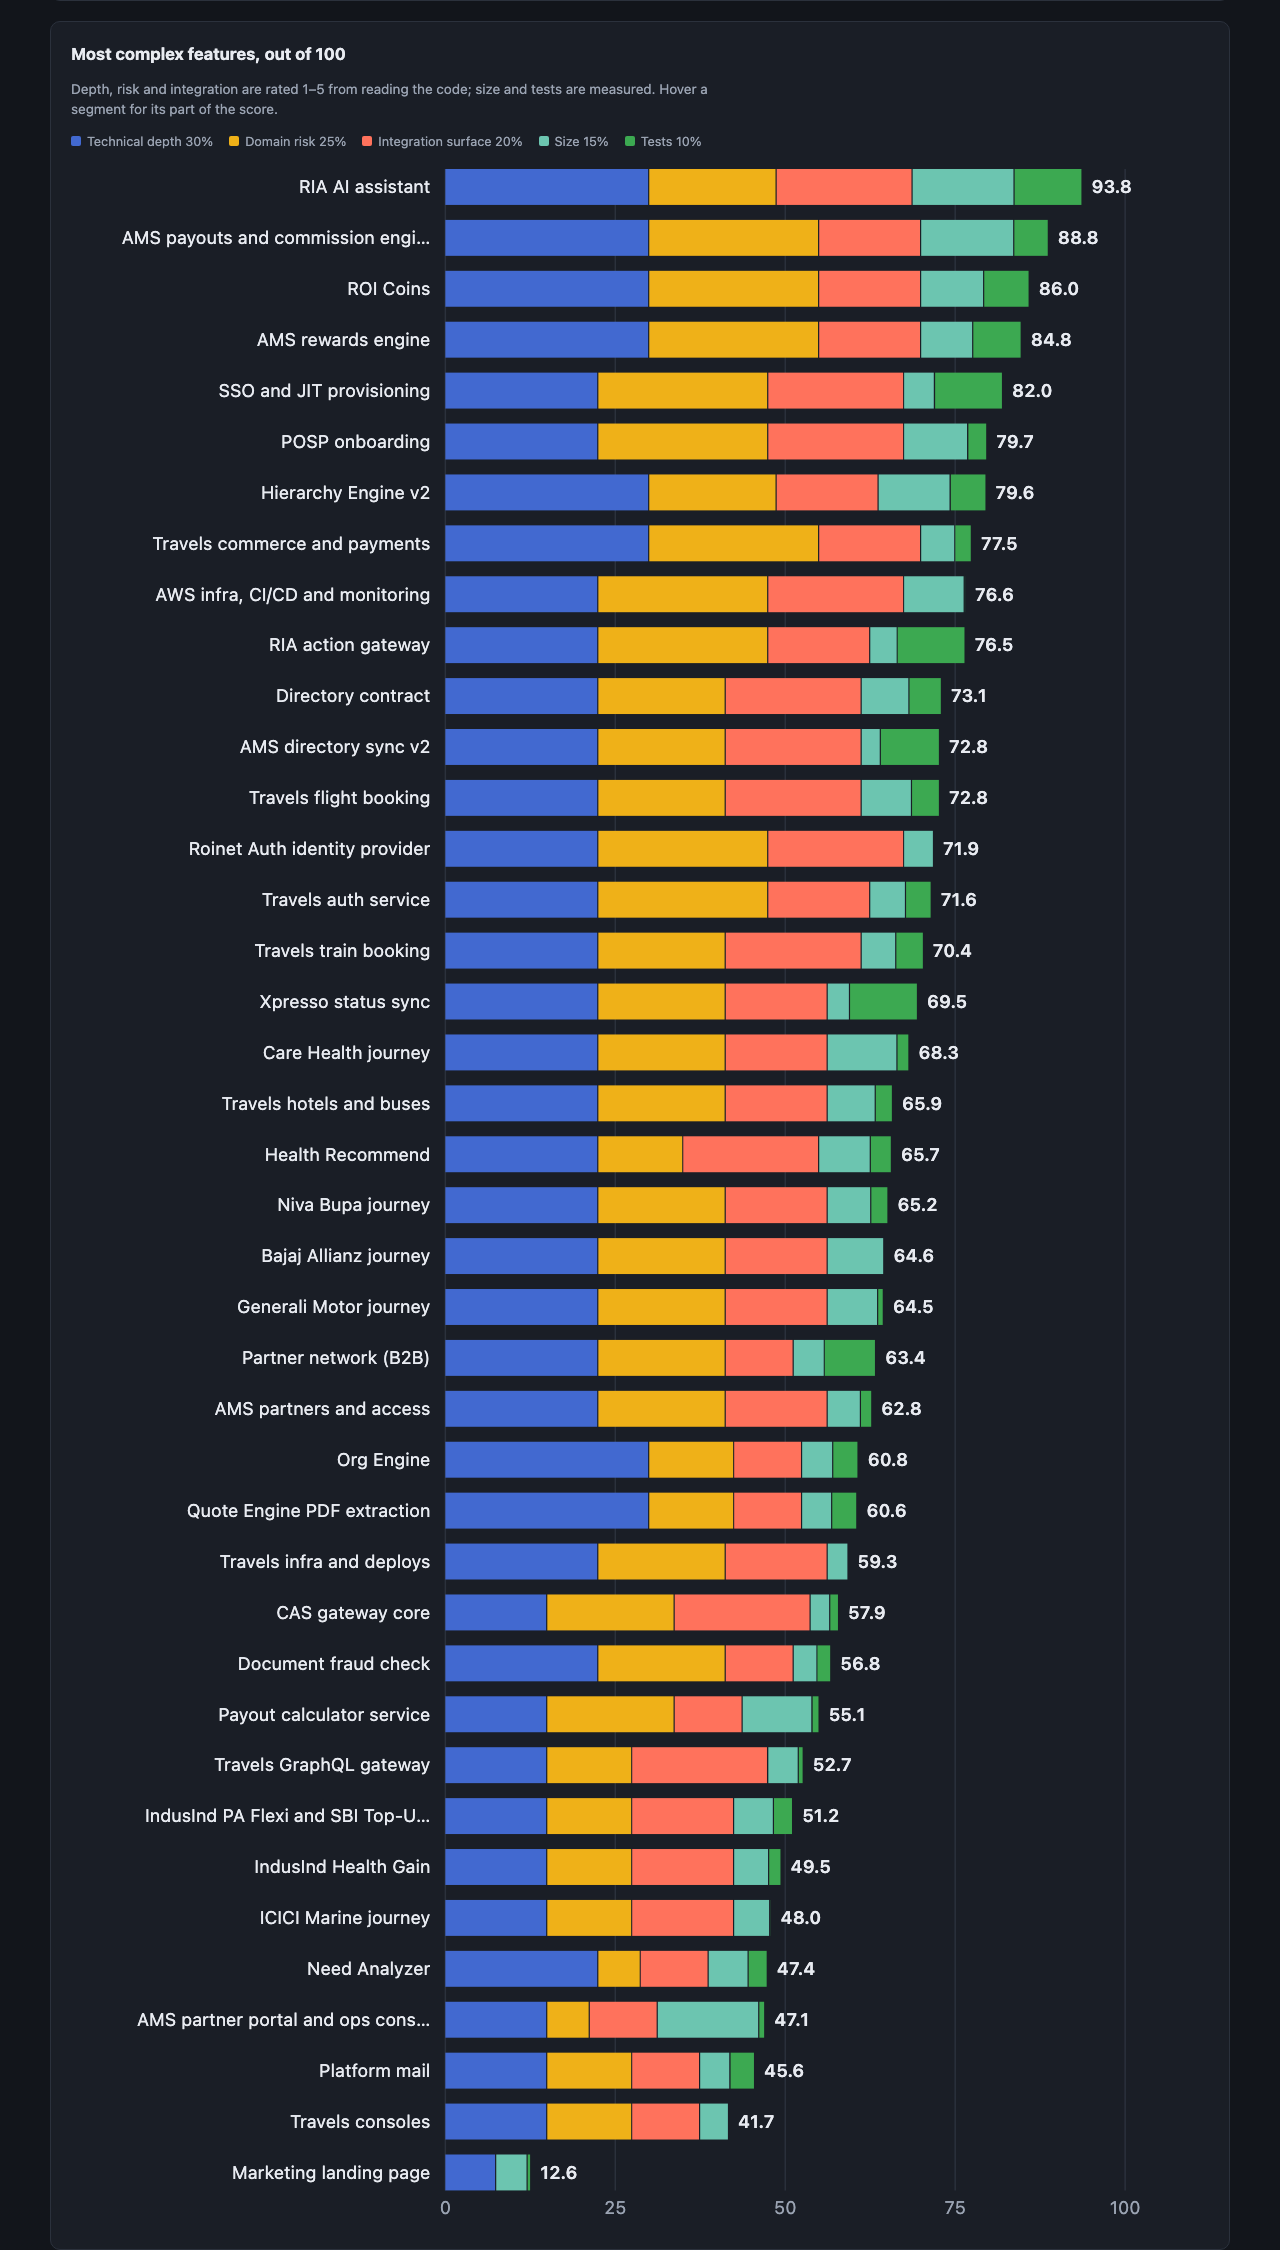 Most complex features, out of 100
Depth, risk and integration are rated 1–5 from reading the code; size and tests are measured. Hover a
segment for its part of the score.
Technical depth 30% Domain risk 25% Integration surface 20% Size 15% Tests 10%
RIA AI assistant 93.8
AMS payouts and commission engi... 88.8
ROI Coins 86.0
AMS rewards engine 84.8
SSO and JIT provisioning 82.0
POSP onboarding 79.7
Hierarchy Engine v2 79.6
Travels commerce and payments 77.5
AWS infra, CI/CD and monitoring 76.6
RIA action gateway 76.5
Directory contract 73.1
AMS directory sync v2 72.8
Travels flight booking 72.8
Roinet Auth identity provider 71.9
Travels auth service 71.6
Travels train booking 70.4
Xpresso status sync 69.5
Care Health journey 68.3
Travels hotels and buses 65.9
Health Recommend 65.7
Niva Bupa journey 65.2
Bajaj Allianz journey 64.6
Generali Motor journey 64.5
Partner network (B2B) 63.4
AMS partners and access 62.8
Org Engine 60.8
Quote Engine PDF extraction 60.6
Travels infra and deploys 59.3
CAS gateway core 57.9
Document fraud check 56.8
Payout calculator service 55.1
Travels GraphQL gateway 52.7
IndusInd PA Flexi and SBI Top-U... 51.2
IndusInd Health Gain 49.5
ICICI Marine journey 48.0
Need Analyzer 47.4
AMS partner portal and ops cons... 47.1
Platform mail 45.6
Travels consoles 41.7
Marketing landing page 12.6
0 25 50 75 100